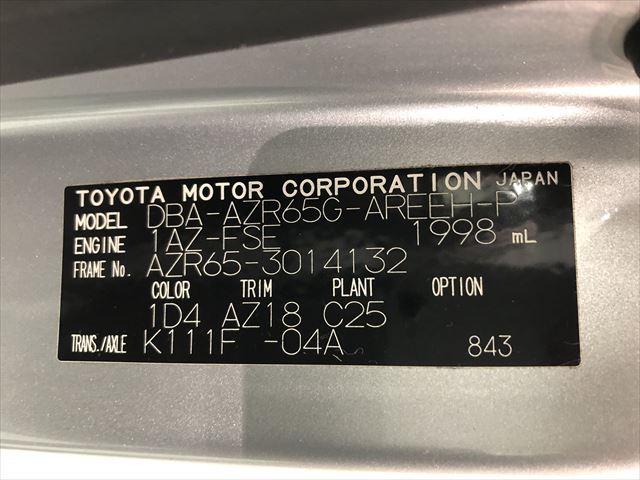 TOYOTA MOTOR CORPORATION JAPAN
MODEL DBA-AZR65G-AREEH-P
ENGINE 1AZ-FSE 1998 mL
FRAME No. AZR65-3014132
COLOR TRIM PLANT OPTION
1D4 AZ18 C25
TRANS./AXLE K111F -04A 843